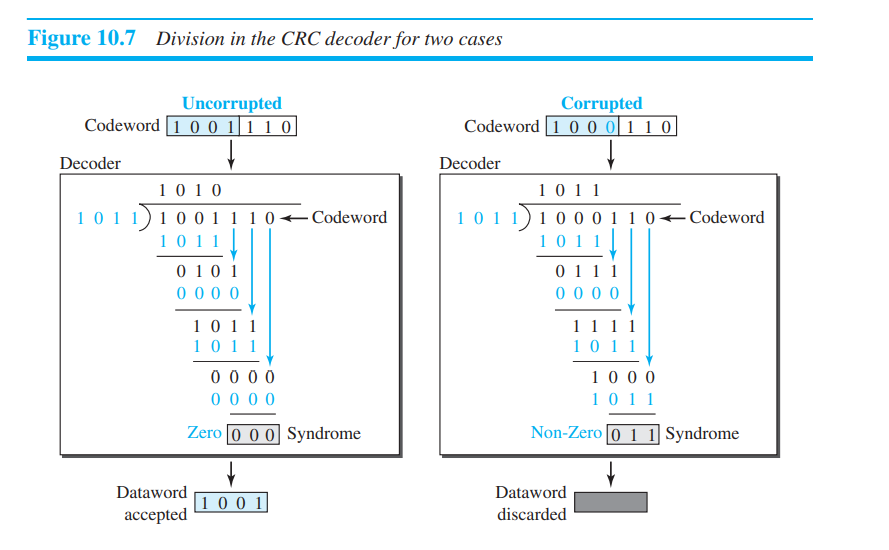 Figure 10.7 Division in the CRC decoder for two cases
Uncorrupted
Codeword 1 0 0 1 1 1 0
Decoder
1 0 1 0
1 0 1 1 ) 1 0 0 1 1 1 0 Codeword
1 0 1 1
0 1 0 1
0 0 0 0
1 0 1 1
1 0 1 1
0 0 0 0
0 0 0 0
Zero 0 0 0 Syndrome
Dataword
accepted
1 0 0 1
Corrupted
Codeword 1 0 0 0 1 1 0
Decoder
1 0 1 1
1 0 1 1 ) 1 0 0 0 1 1 0 Codeword
1 0 1 1
0 1 1 1
0 0 0 0
1 1 1 1
1 0 1 1
1 0 0 0
1 0 1 1
Non-Zero 0 1 1 Syndrome
Dataword
discarded